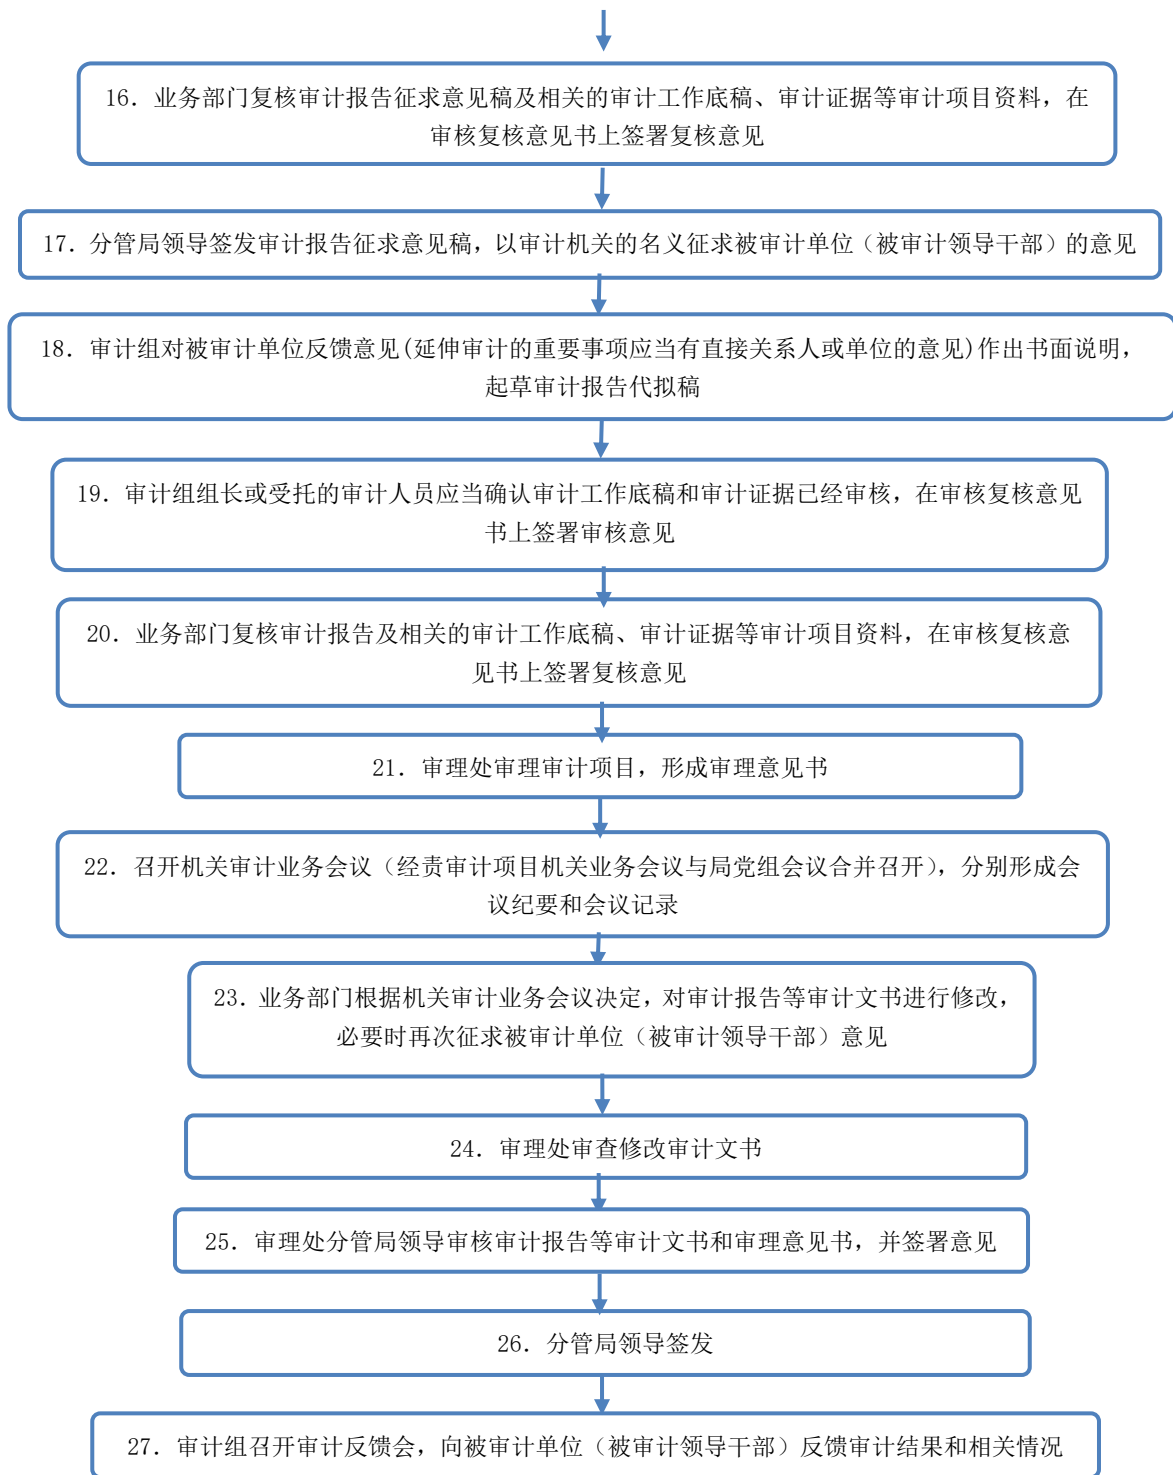 16．业务部门复核审计报告征求意见稿及相关的审计工作底稿、审计证据等审计项目资料，在
审核复核意见书上签署复核意见
17．分管局领导签发审计报告征求意见稿，以审计机关的名义征求被审计单位（被审计领导干部）的意见
18．审计组对被审计单位反馈意见(延伸审计的重要事项应当有直接关系人或单位的意见)作出书面说明，
起草审计报告代拟稿
19．审计组组长或受托的审计人员应当确认审计工作底稿和审计证据已经审核，在审核复核意见
书上签署审核意见
20．业务部门复核审计报告及相关的审计工作底稿、审计证据等审计项目资料，在审核复核意
见书上签署复核意见
21．审理处审理审计项目，形成审理意见书
22．召开机关审计业务会议（经责审计项目机关业务会议与局党组会议合并召开），分别形成会
议纪要和会议记录
23．业务部门根据机关审计业务会议决定，对审计报告等审计文书进行修改，
必要时再次征求被审计单位（被审计领导干部）意见
24．审理处审查修改审计文书
25．审理处分管局领导审核审计报告等审计文书和审理意见书，并签署意见
26．分管局领导签发
27．审计组召开审计反馈会，向被审计单位（被审计领导干部）反馈审计结果和相关情况